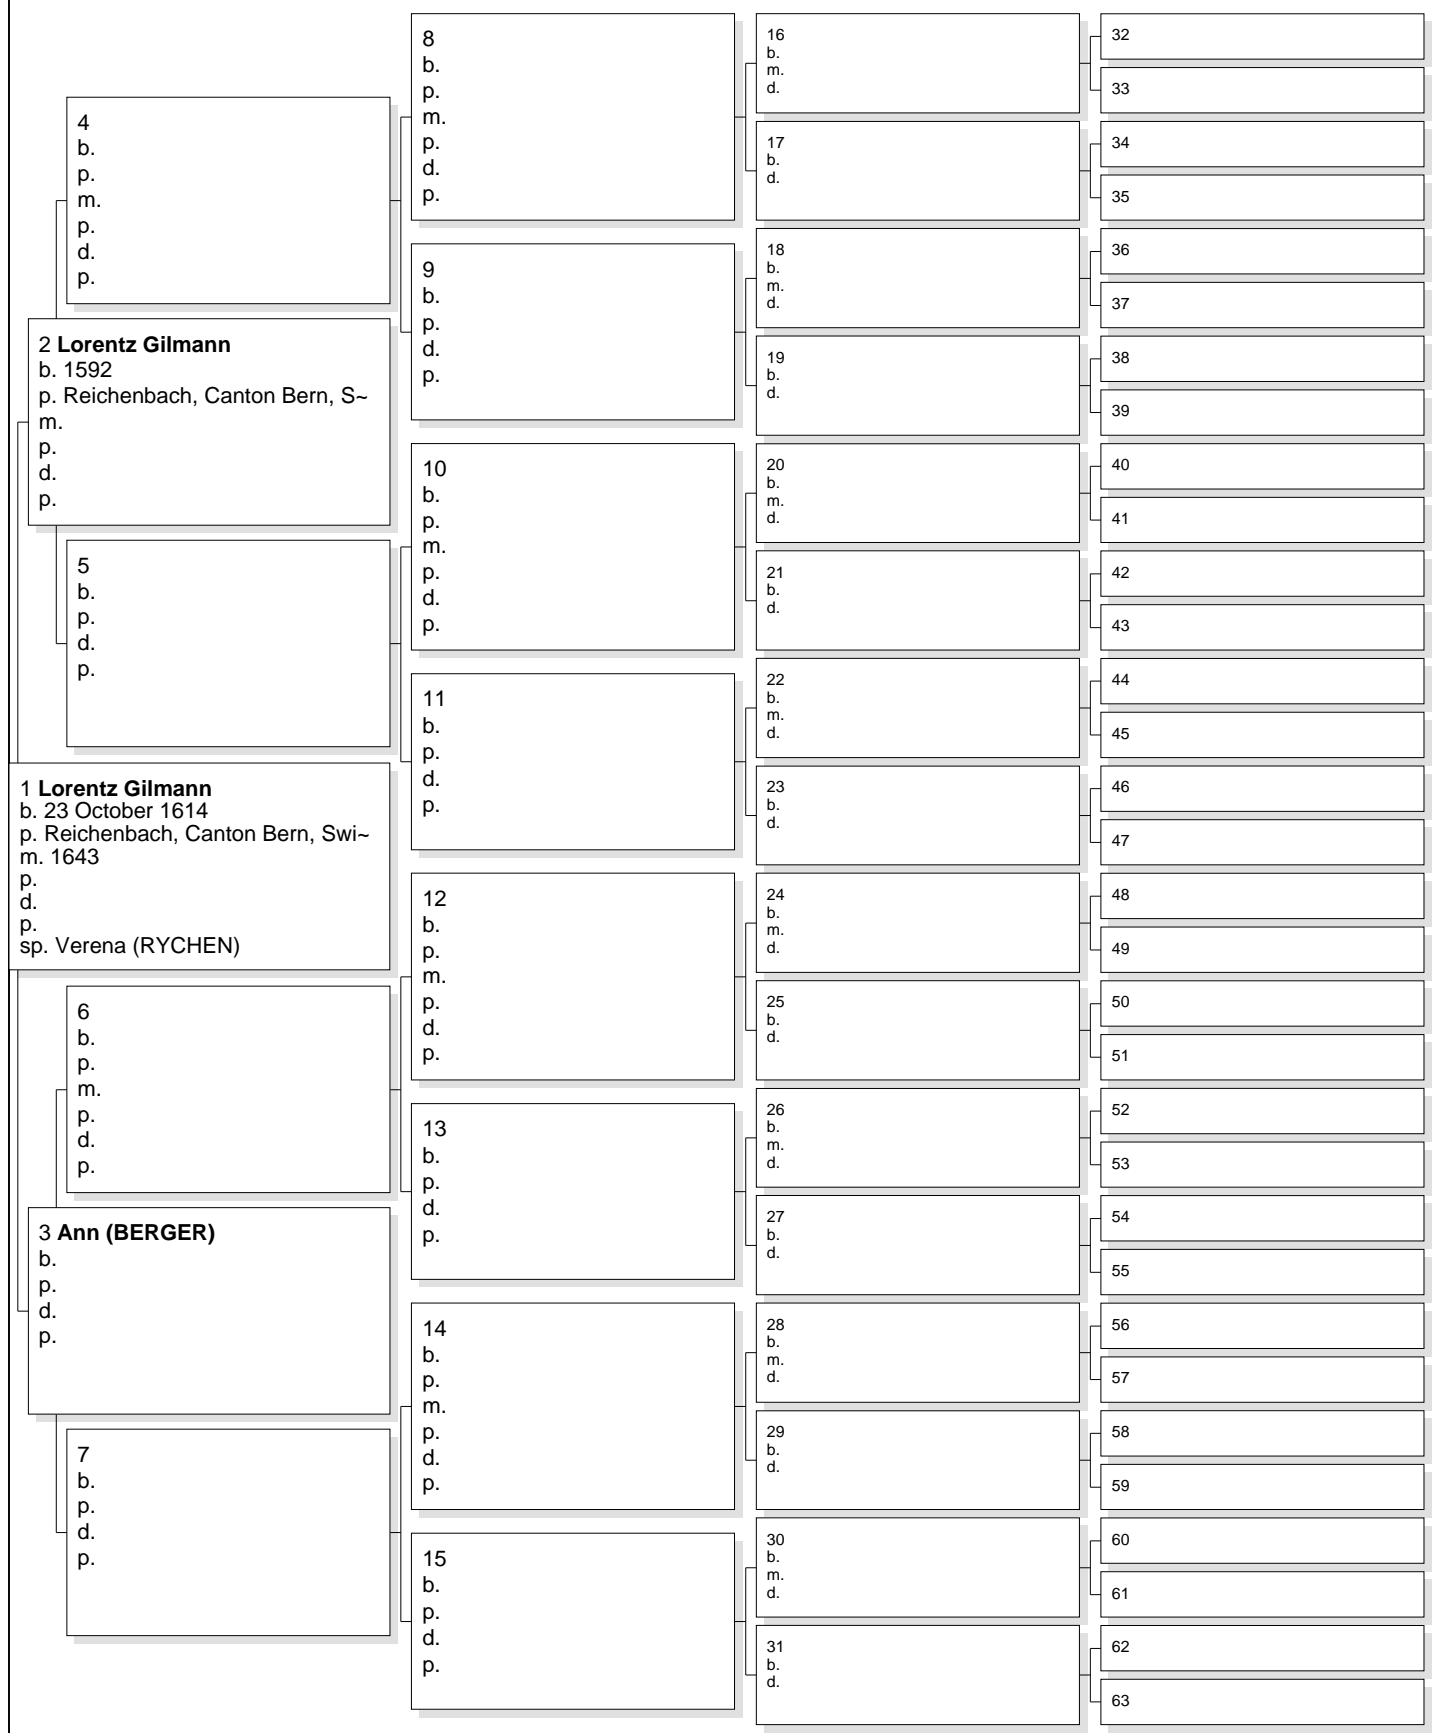 4
b.
p.
m.
p.
d.
p.
2 Lorentz Gilmann
b. 1592
p. Reichenbach, Canton Bern, S~
m.
p.
d.
p.
5
b.
p.
d.
p.
1 Lorentz Gilmann
b. 23 October 1614
p. Reichenbach, Canton Bern, Swi~
m. 1643
p.
d.
p.
sp. Verena (RYCHEN)
6
b.
p.
m.
p.
d.
p.
3 Ann (BERGER)
b.
p.
d.
p.
7
b.
p.
d.
p.
8
b.
p.
m.
p.
d.
p.
9
b.
p.
d.
p.
10
b.
p.
m.
p.
d.
p.
11
b.
p.
d.
p.
12
b.
p.
m.
p.
d.
p.
13
b.
p.
d.
p.
14
b.
p.
m.
p.
d.
p.
15
b.
p.
d.
p.
16
b.
m.
d.
17
b.
d.
18
b.
m.
d.
19
b.
d.
20
b.
m.
d.
21
b.
d.
22
b.
m.
d.
23
b.
d.
24
b.
m.
d.
25
b.
d.
26
b.
m.
d.
27
b.
d.
28
b.
m.
d.
29
b.
d.
30
b.
m.
d.
31
b.
d.
32
33
34
35
36
37
38
39
40
41
42
43
44
45
46
47
48
49
50
51
52
53
54
55
56
57
58
59
60
61
62
63